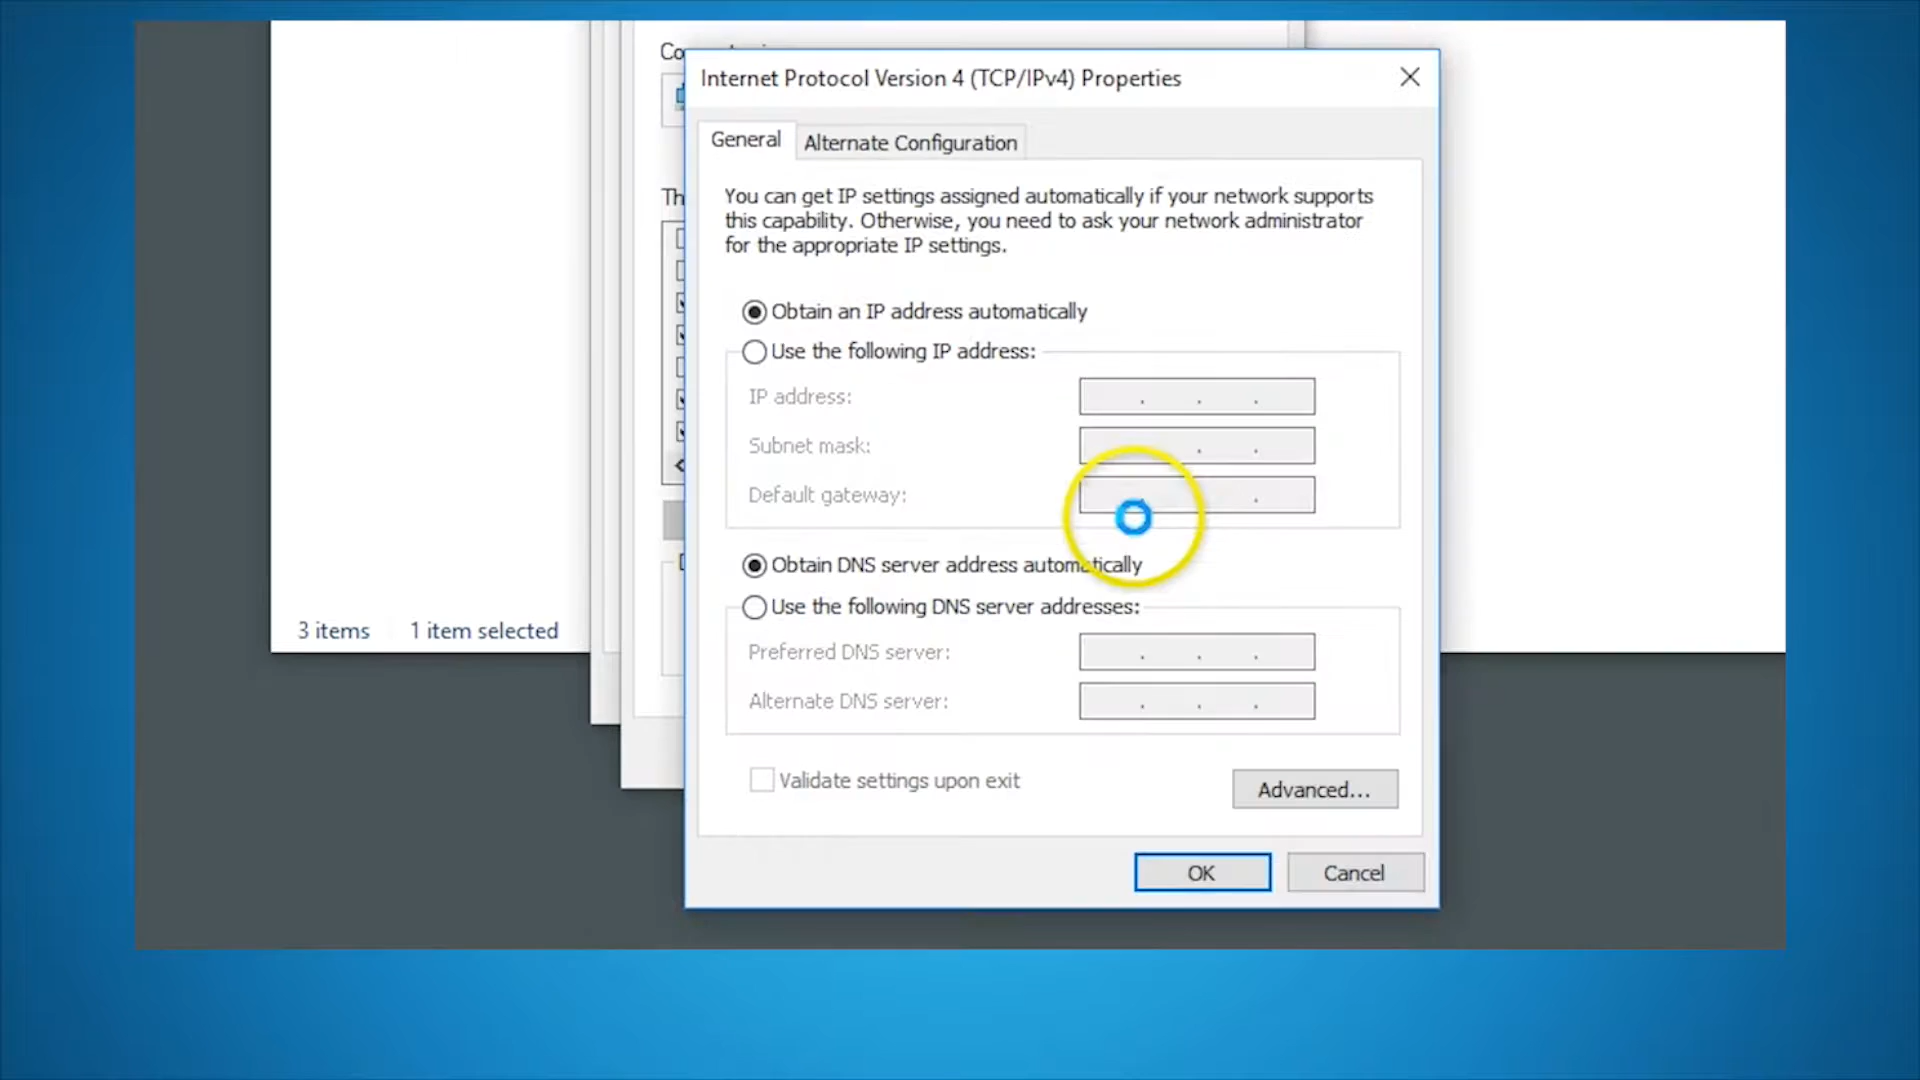 Internet Protocol Version 4 (TCP/IPv4) Properties
General
Alternate Configuration
You can get IP settings assigned automatically if your network supports
this capability. Otherwise, you need to ask your network administrator
for the appropriate IP settings.
Obtain an IP address automatically
Use the following IP address:
IP address:
Subnet mask:
Default gateway:
Obtain DNS server address automatically
Use the following DNS server addresses:
Preferred DNS server:
Alternate DNS server:
Validate settings upon exit
Advanced...
OK
Cancel
3 items
1 item selected